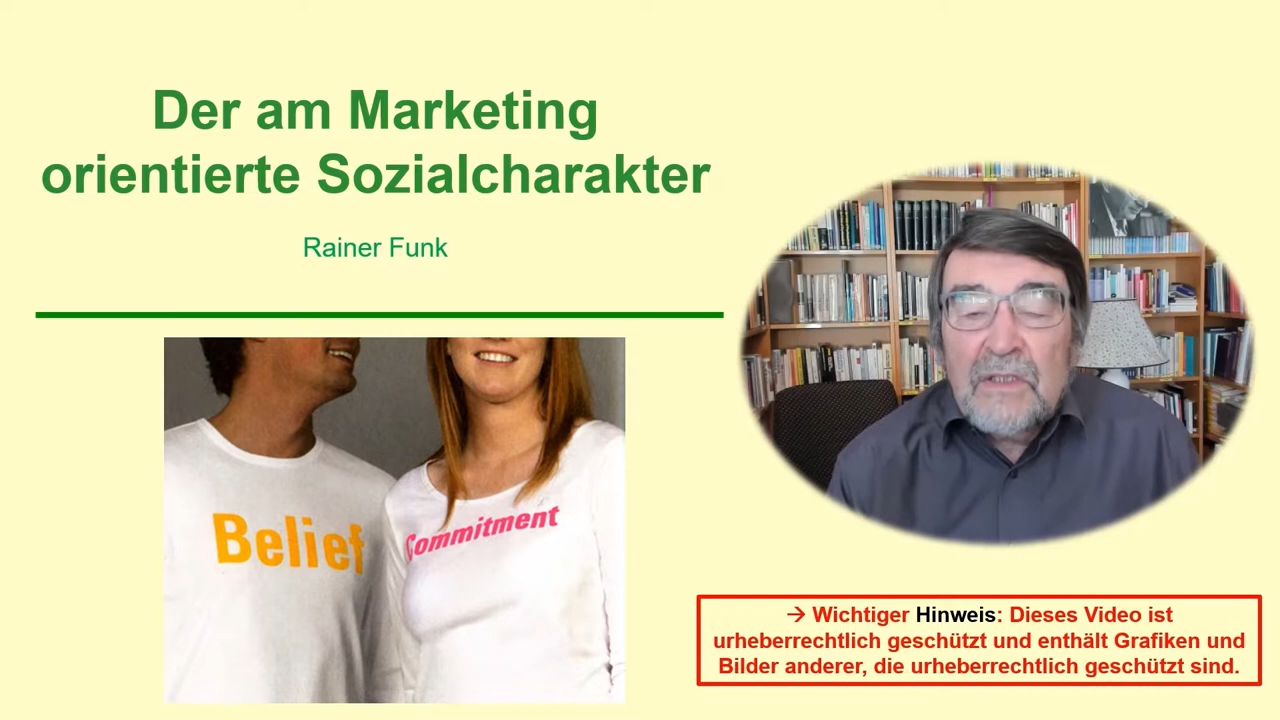 Der am Marketing
orientierte Sozialcharakter
Rainer Funk
Belief
Commitment
→ Wichtiger Hinweis: Dieses Video ist
urheberrechtlich geschützt und enthält Grafiken und
Bilder anderer, die urheberrechtlich geschützt sind.